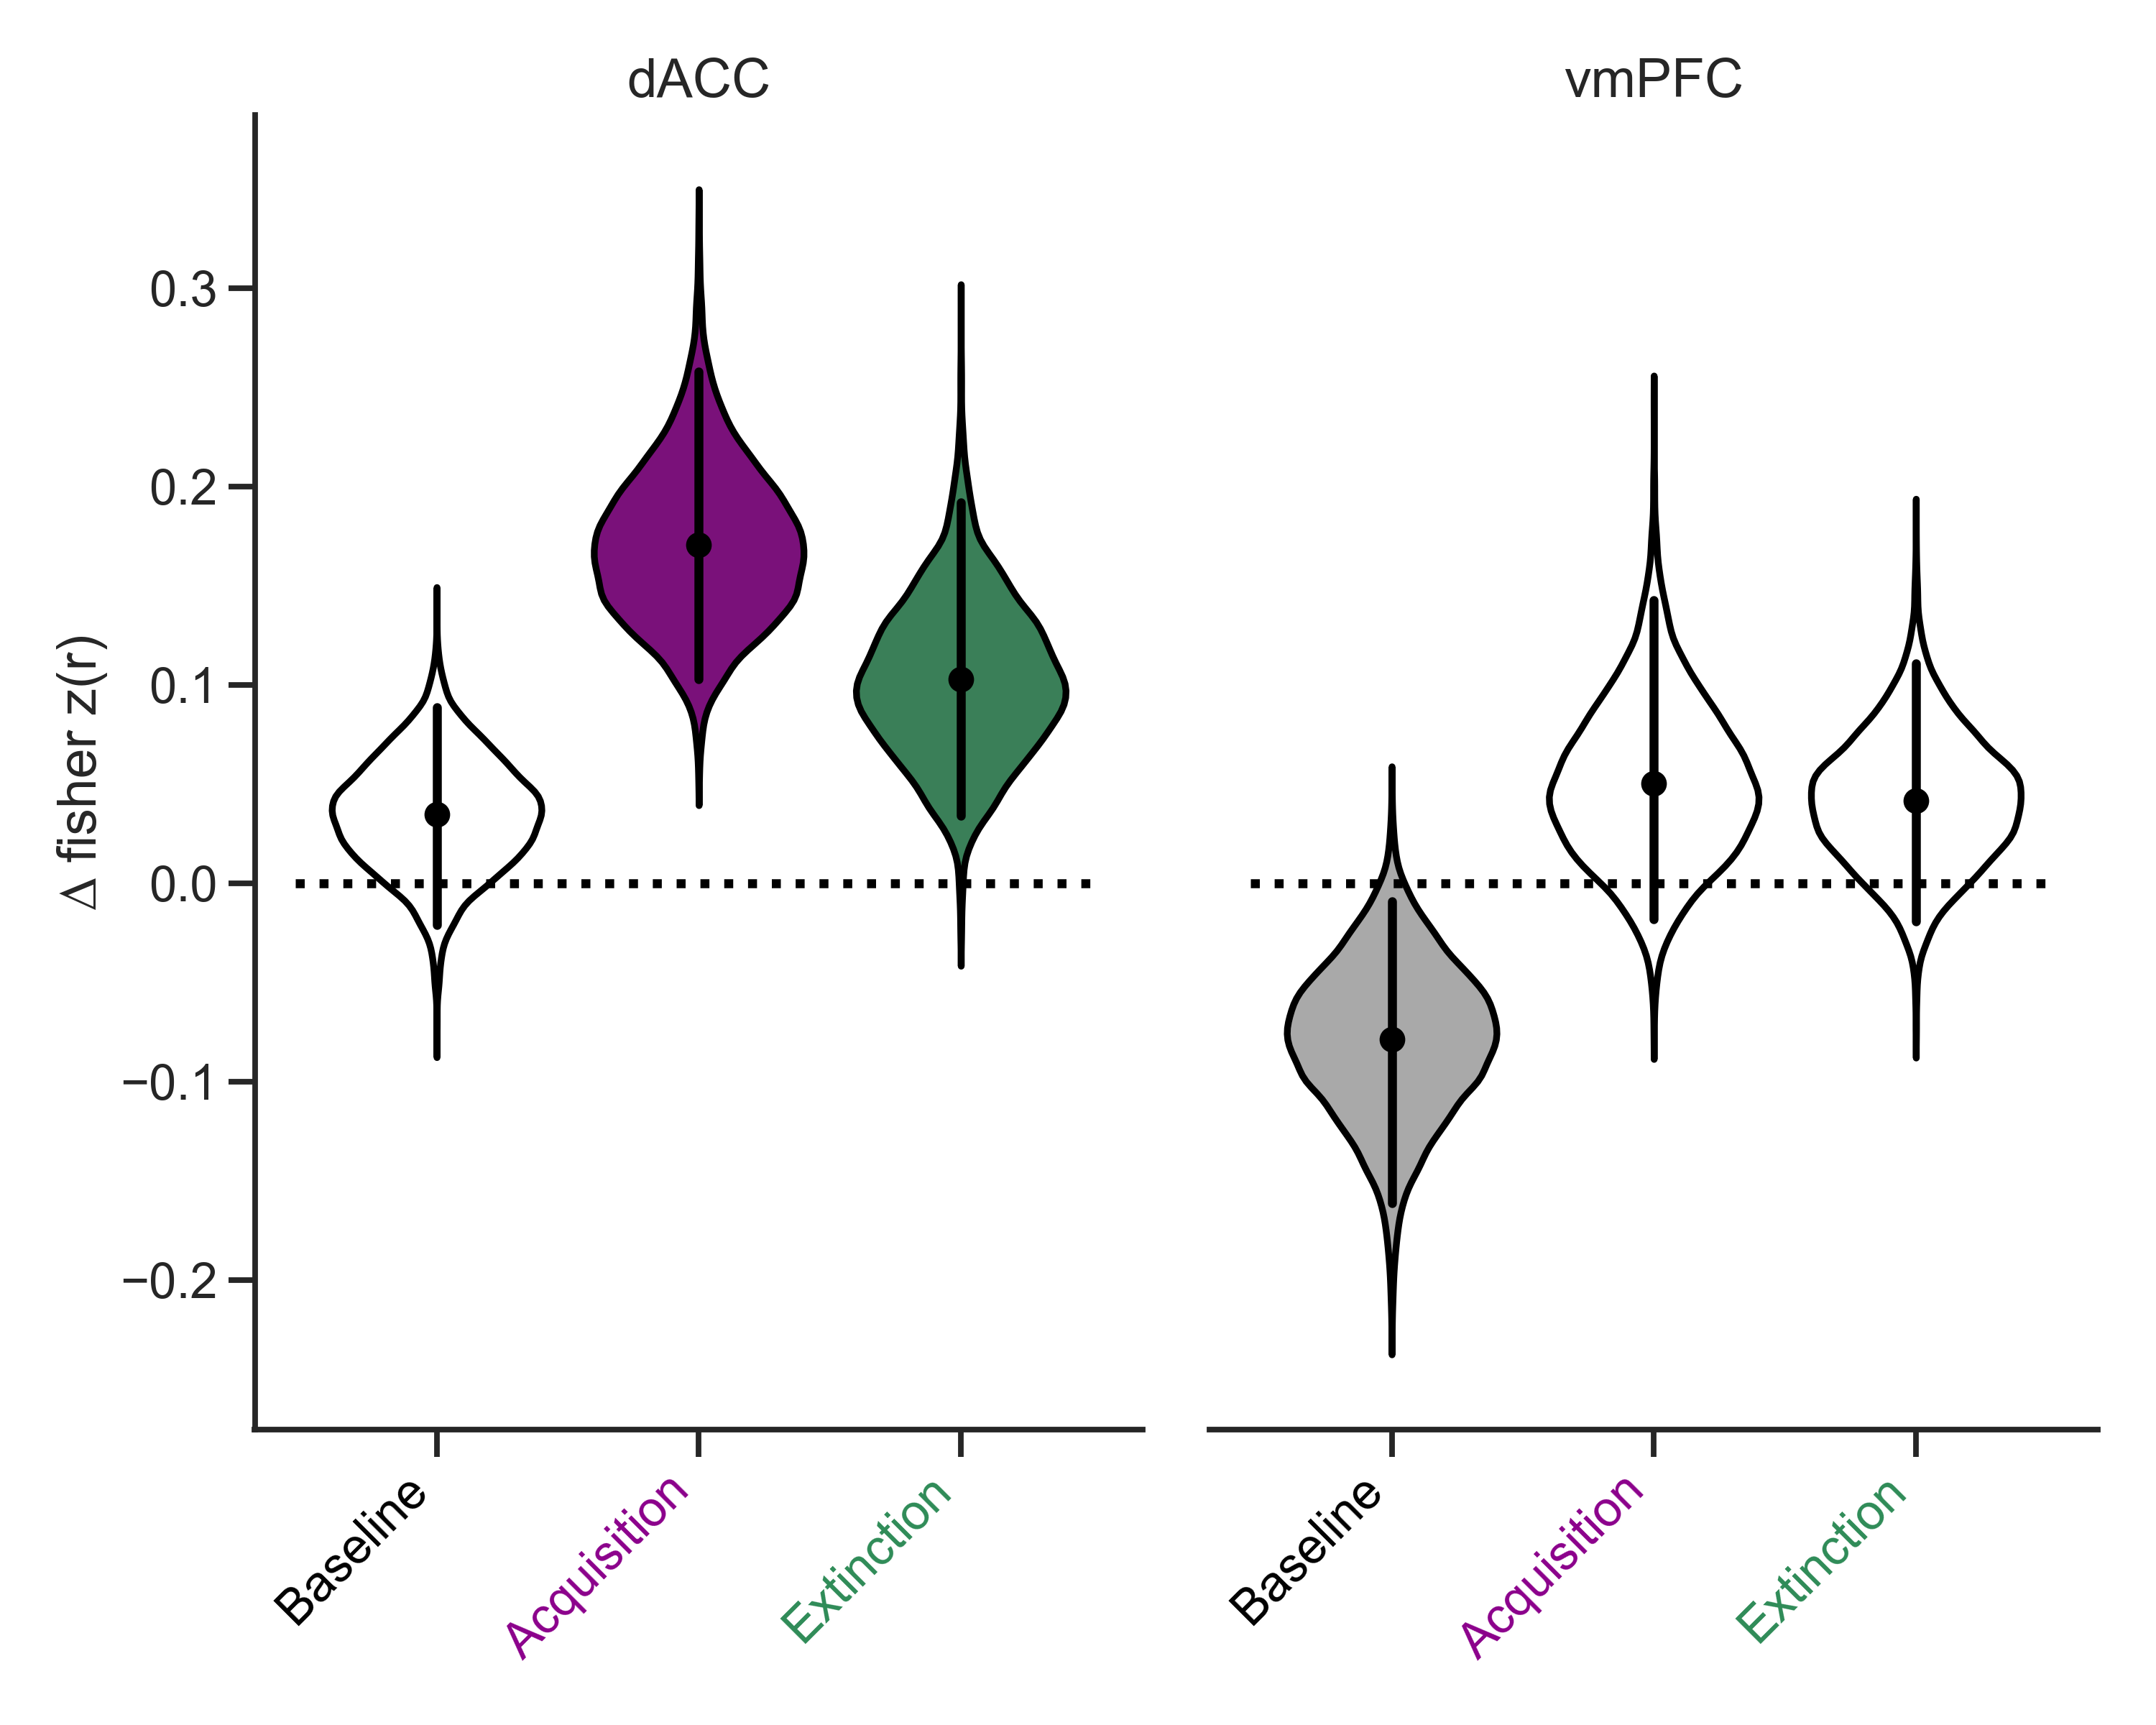 dACC
vmPFC
Δ fisher z(r)
0.3
0.2
0.1
0.0
−0.1
−0.2
Baseline
Acquisition
Extinction
Baseline
Acquisition
Extinction